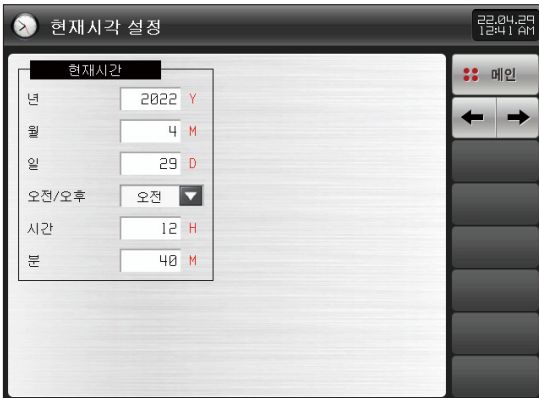 현재시각 설정
22.04.29
12:41 AM
현재시간
년 2022 Y
월 4 M
일 29 D
오전/오후 오전
시간 12 H
분 40 M
메인